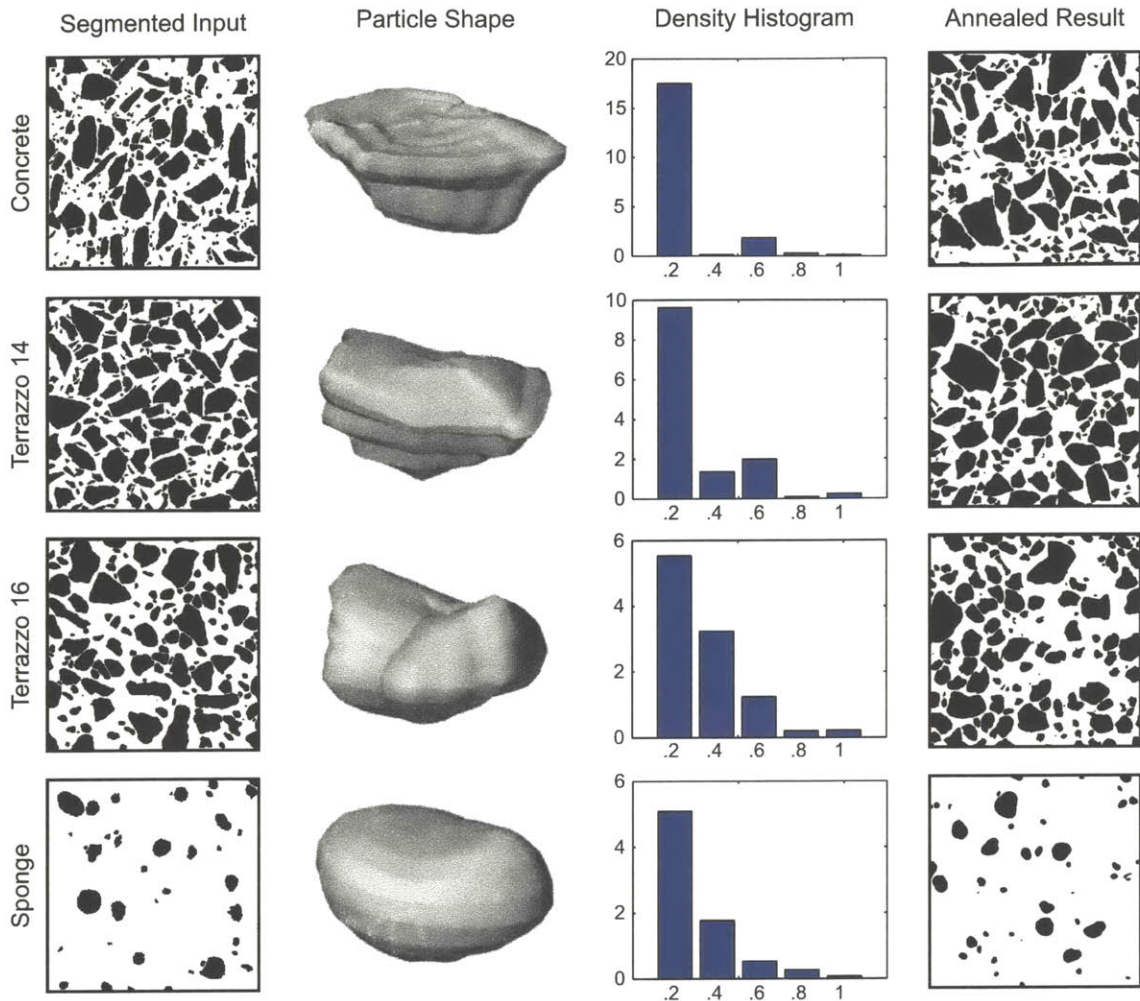 Segmented Input Particle Shape Density Histogram Annealed Result
Concrete
20
15
10
5
0
.2 .4 .6 .8 1
Terrazzo 14
10
8
6
4
2
0
.2 .4 .6 .8 1
Terrazzo 16
6
4
2
0
.2 .4 .6 .8 1
Sponge
6
4
2
0
.2 .4 .6 .8 1